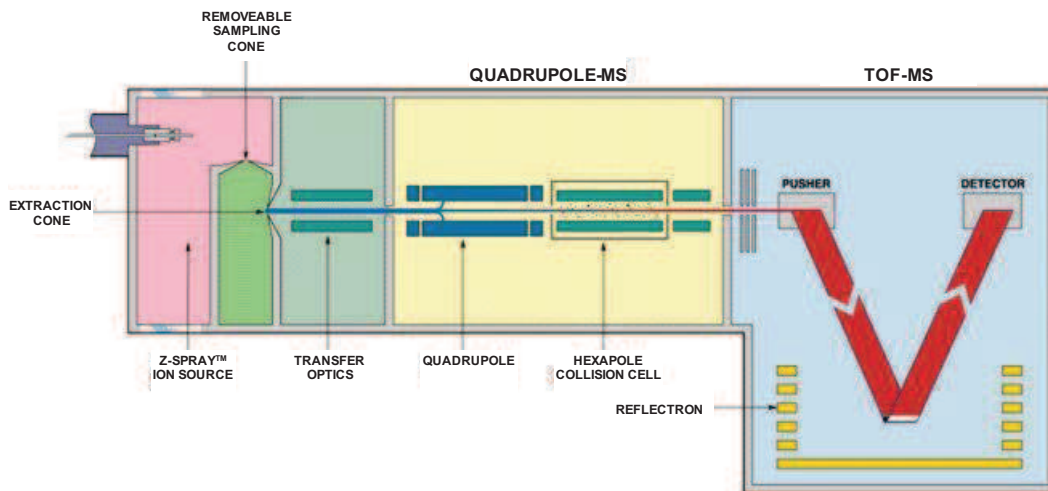 REMOVEABLE
SAMPLING
CONE
QUADRUPOLE-MS
TOF-MS
PUSHER
DETECTOR
EXTRACTION
CONE
Z-SPRAY™
ION SOURCE
TRANSFER
OPTICS
QUADRUPOLE
HEXAPOLE
COLLISION CELL
REFLECTRON